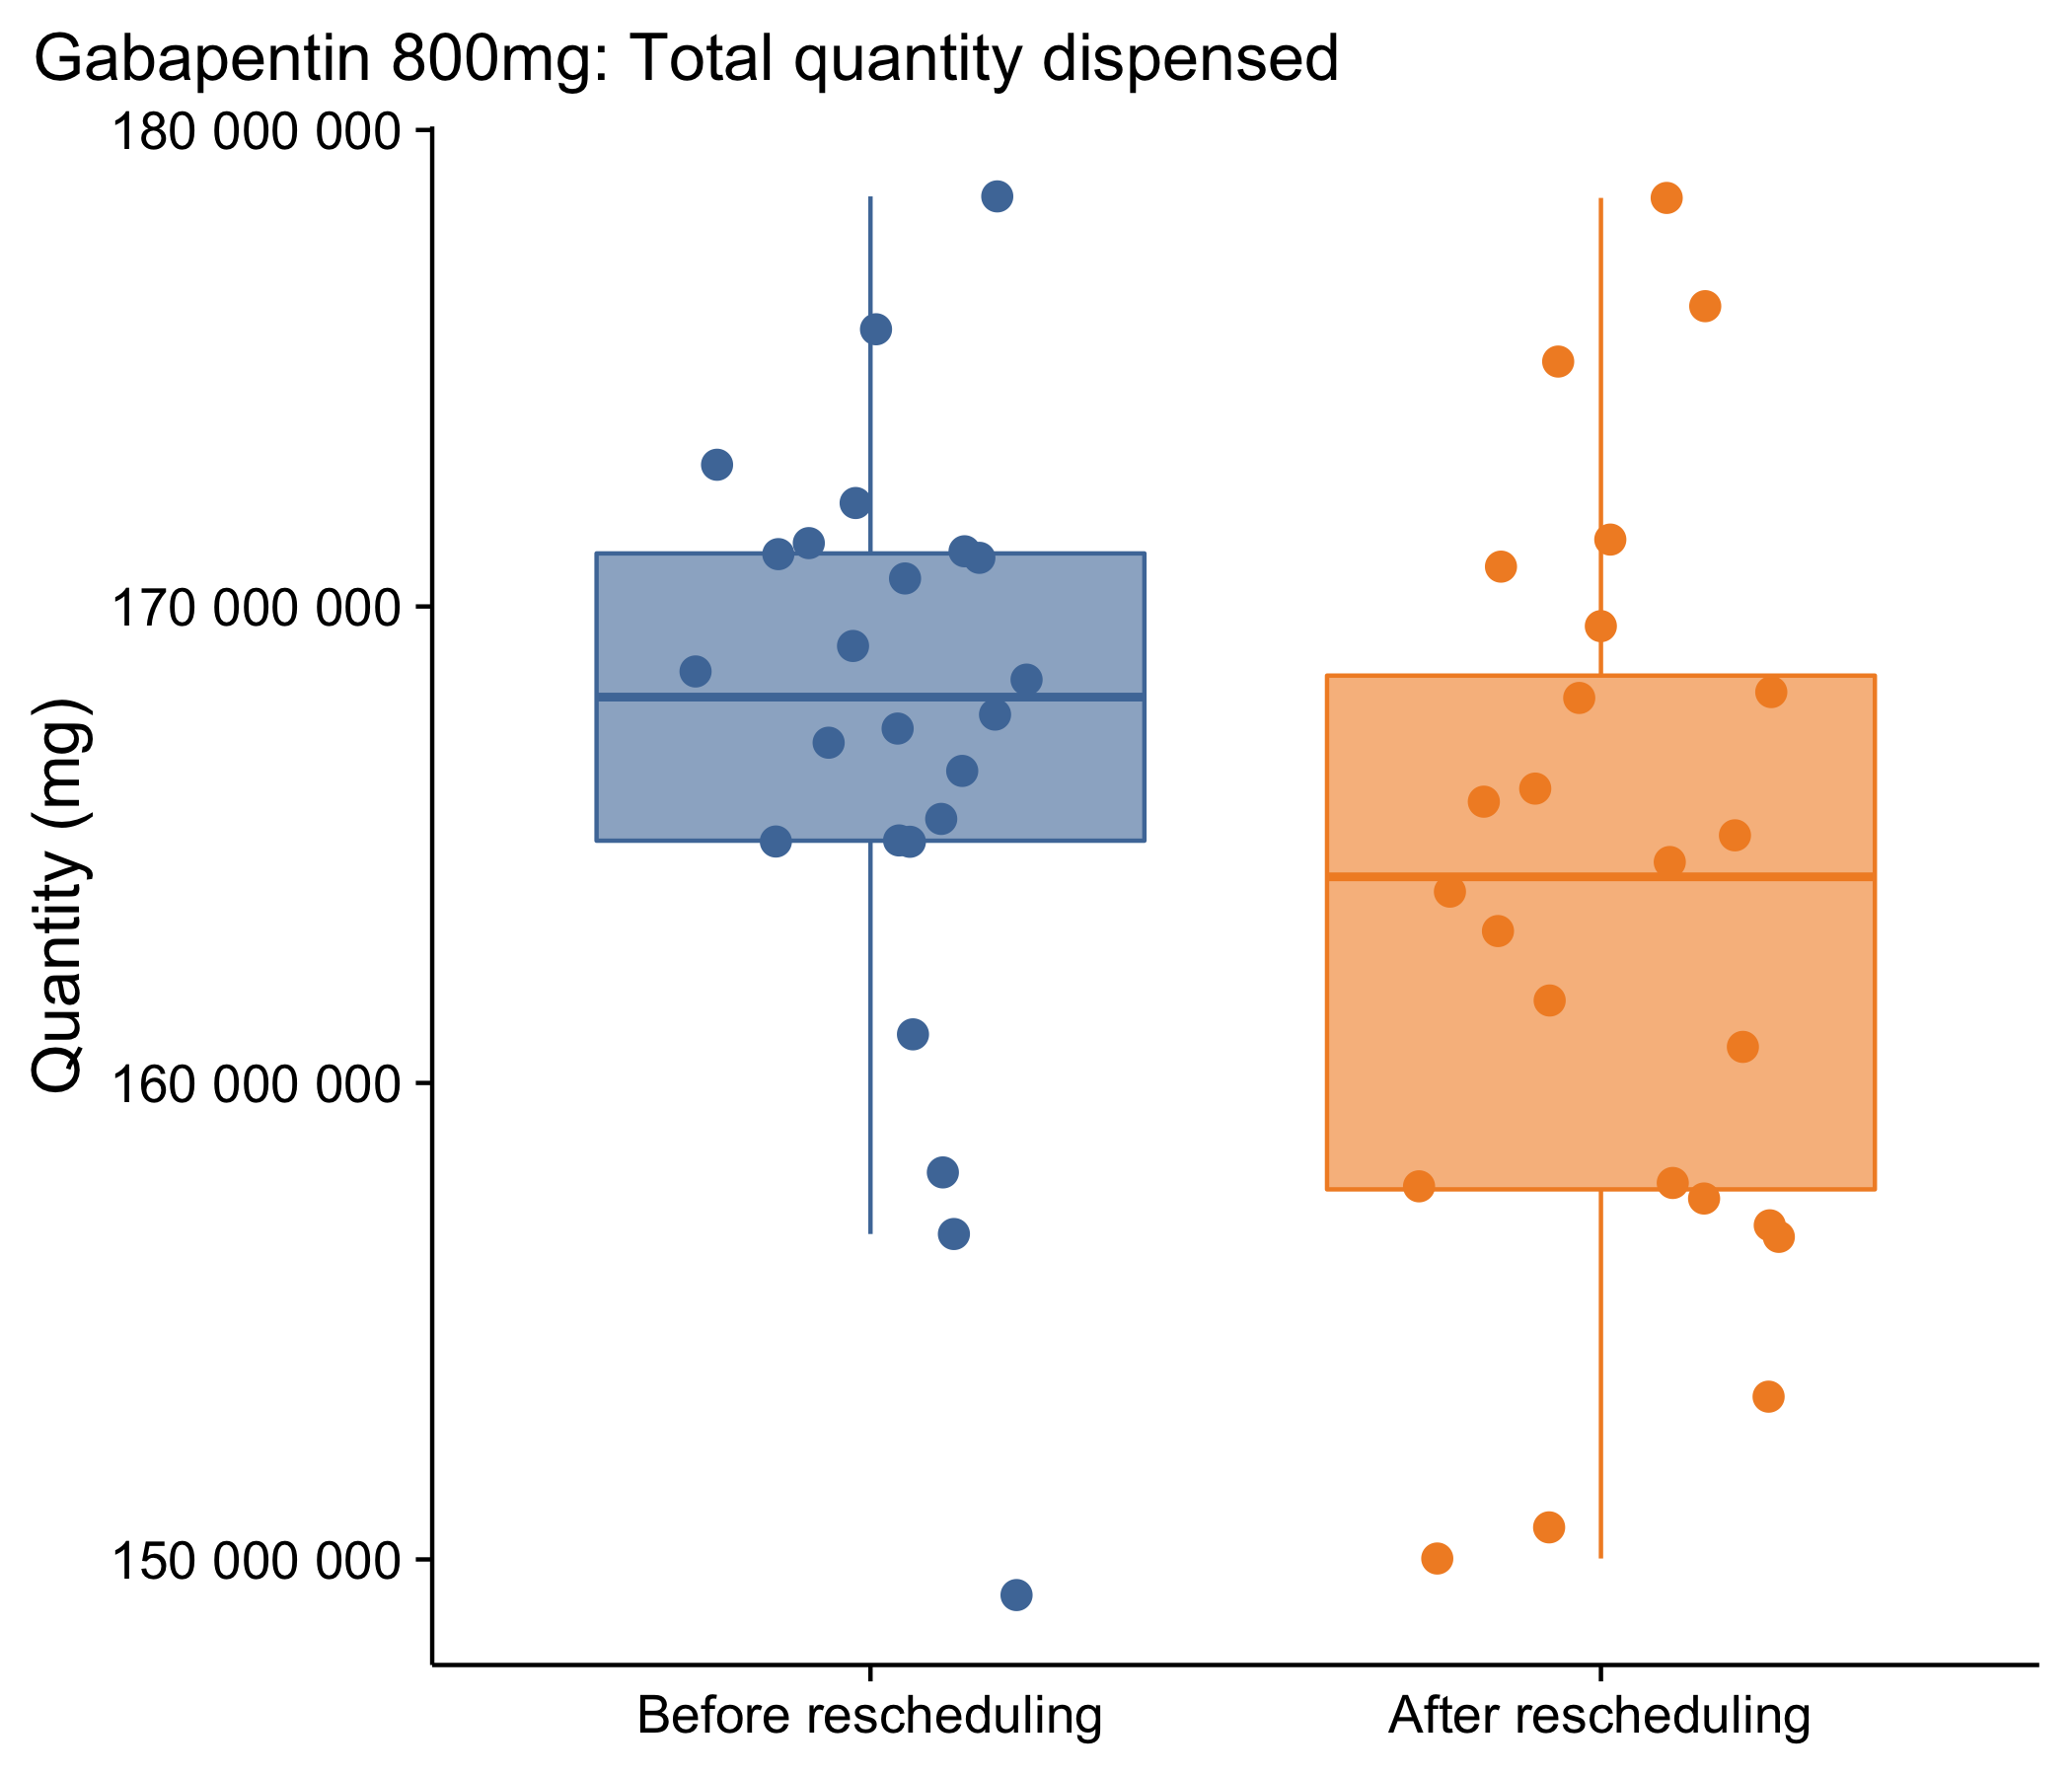 Gabapentin 800mg: Total quantity dispensed
180 000 000
170 000 000
160 000 000
150 000 000
Quantity (mg)
Before rescheduling
After rescheduling